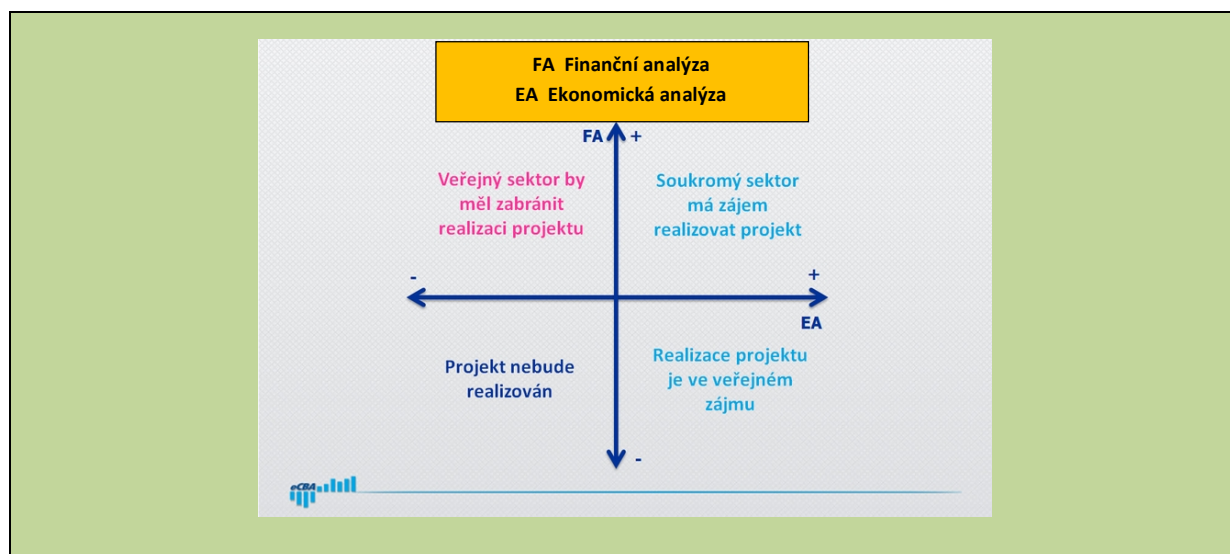 FA Finanční analýza
EA Ekonomická analýza
FA +
Veřejný sektor by
měl zabránit
realizaci projektu
Soukromý sektor
má zájem
realizovat projekt
-
+
EA
Projekt nebude
realizován
Realizace projektu
je ve veřejném
zájmu
-
eCBA